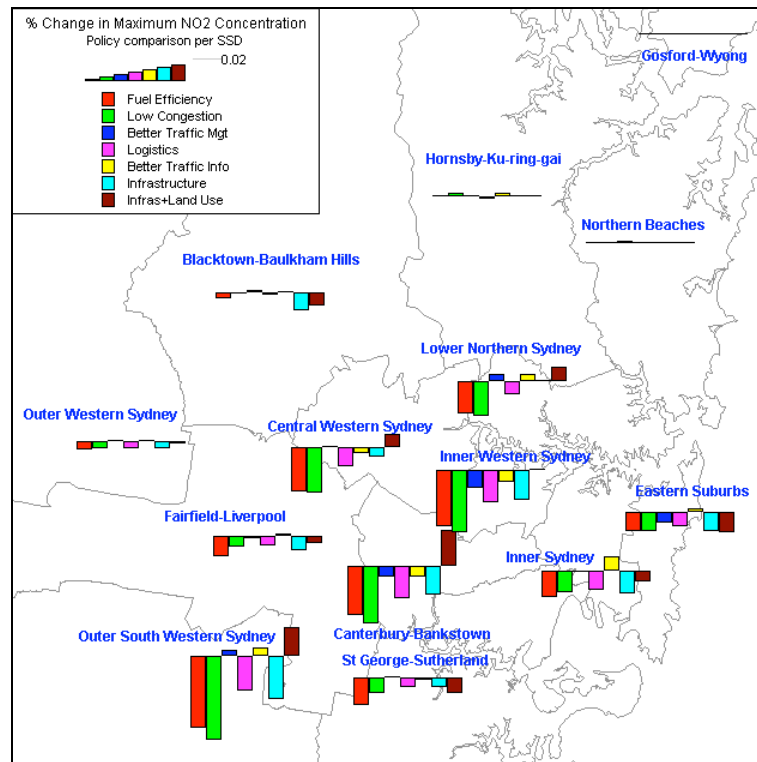 % Change in Maximum NO2 Concentration
Policy comparison per SSD
0.02
Fuel Efficiency
Low Congestion
Better Traffic Mgt
Logistics
Better Traffic Info
Infrastructure
Infras+Land Use
Gosford-Wyong
Hornsby-Ku-ring-gai
Northern Beaches
Blacktown-Baulkham Hills
Lower Northern Sydney
Outer Western Sydney
Central Western Sydney
Inner Western Sydney
Eastern Suburbs
Fairfield-Liverpool
Inner Sydney
Outer South Western Sydney
Canterbury-Bankstown
St George-Sutherland